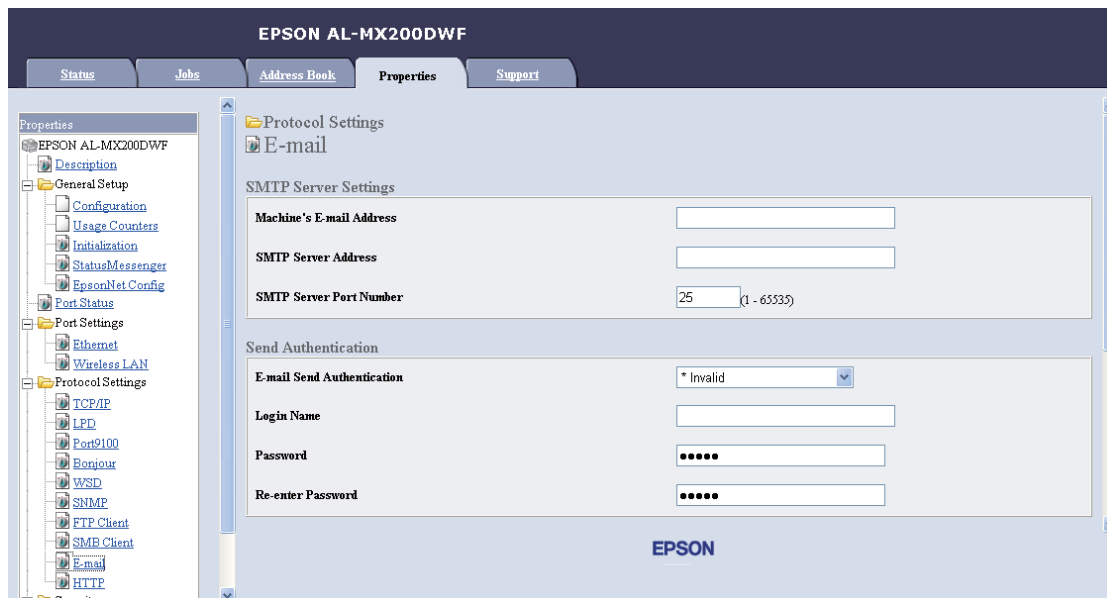 EPSON AL-MX200DWF
Status
Jobs
Address Book
Properties
Support
Properties
EPSON AL-MX200DWF
Description
General Setup
Configuration
Usage Counters
Initialization
StatusMessenger
EpsonNet Config
Port Status
Port Settings
Ethernet
Wireless LAN
Protocol Settings
TCP/IP
LPD
Port9100
Bonjour
WSD
SNMP
FTP Client
SMB Client
E-mail
HTTP
Protocol Settings
E-mail
SMTP Server Settings
Machine's E-mail Address
SMTP Server Address
SMTP Server Port Number 25 (1 - 65535)
Send Authentication
E-mail Send Authentication * Invalid
Login Name
Password •••••
Re-enter Password •••••
EPSON